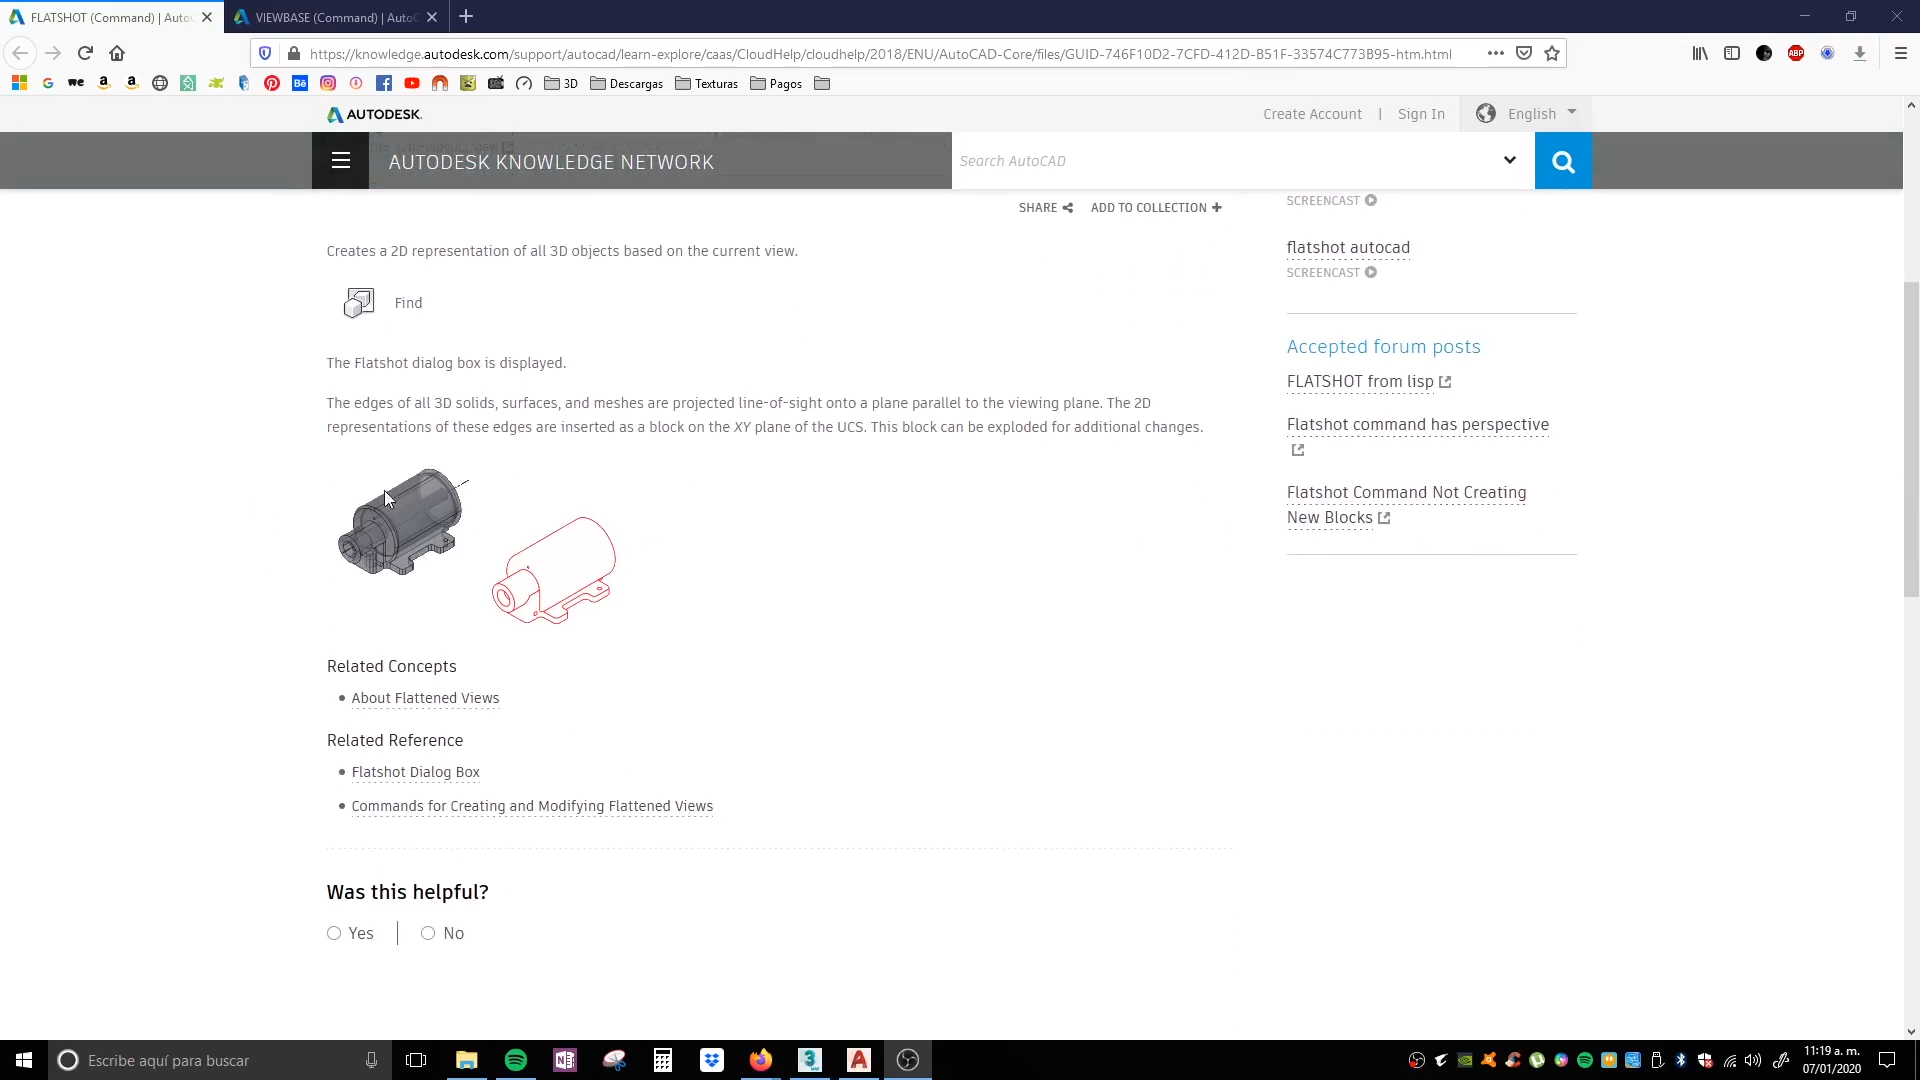 FLATSHOT (Command) | Auto
VIEWBASE (Command) | Auto
https://knowledge.autodesk.com/support/autocad/learn-explore/caas/CloudHelp/cloudhelp/2018/ENU/AutoCAD-Core/files/GUID-746F10D2-7CFD-412D-B51F-33574C773B95-htm.html
3D
Descargas
Texturas
Pagos
AUTODESK.
Create Account | Sign In
English
AUTODESK KNOWLEDGE NETWORK
Search AutoCAD
SHARE
ADD TO COLLECTION
SCREENCAST
flatshot autocad
SCREENCAST
Creates a 2D representation of all 3D objects based on the current view.
Find
The Flatshot dialog box is displayed.
The edges of all 3D solids, surfaces, and meshes are projected line-of-sight onto a plane parallel to the viewing plane. The 2D
representations of these edges are inserted as a block on the XY plane of the UCS. This block can be exploded for additional changes.
Accepted forum posts
FLATSHOT from lisp
Flatshot command has perspective
Flatshot Command Not Creating
New Blocks
Related Concepts
• About Flattened Views
Related Reference
• Flatshot Dialog Box
• Commands for Creating and Modifying Flattened Views
Was this helpful?
Yes
No
Escribe aquí para buscar
11:19 a. m.
07/01/2020